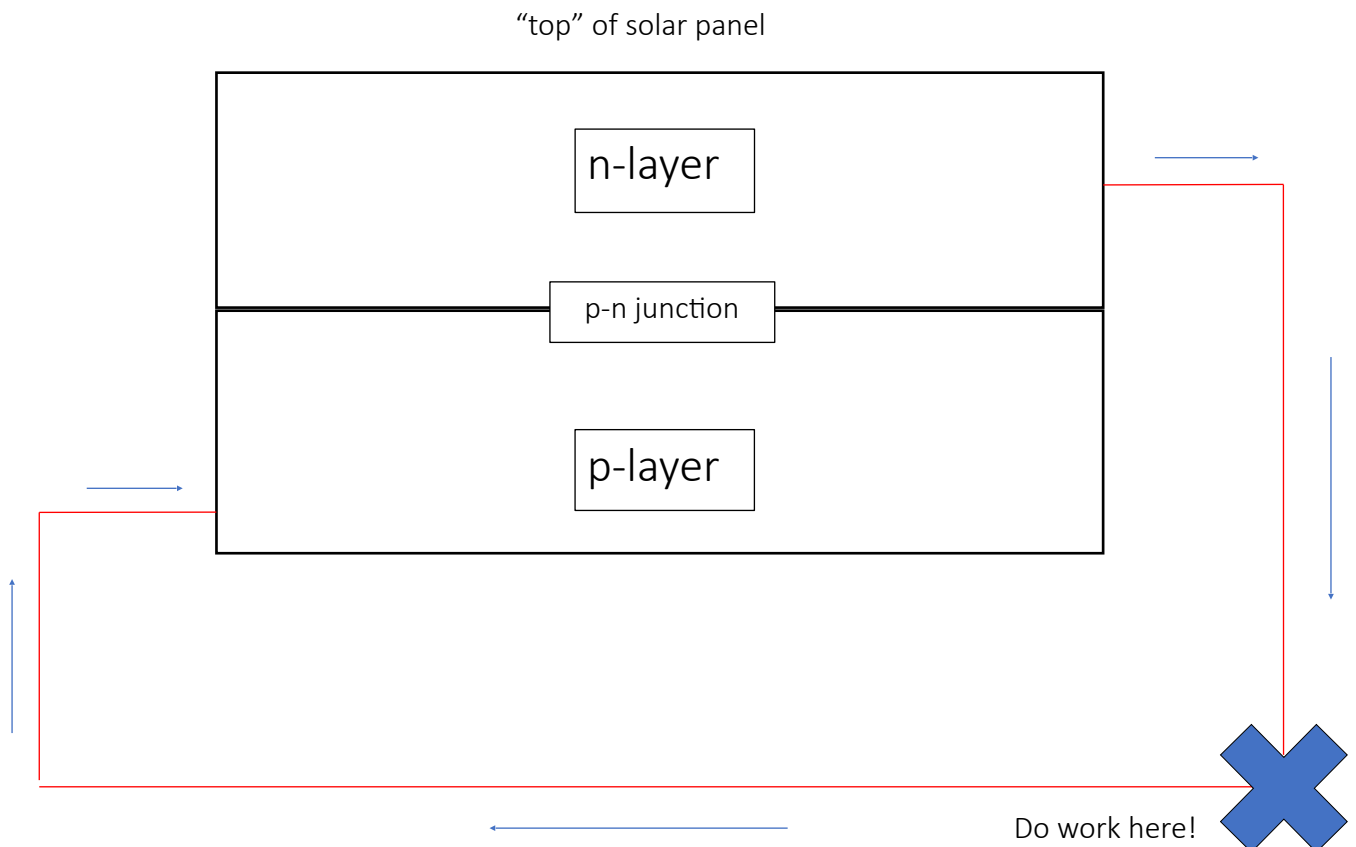 “top” of solar panel
n-layer
p-n junction
p-layer
Do work here!